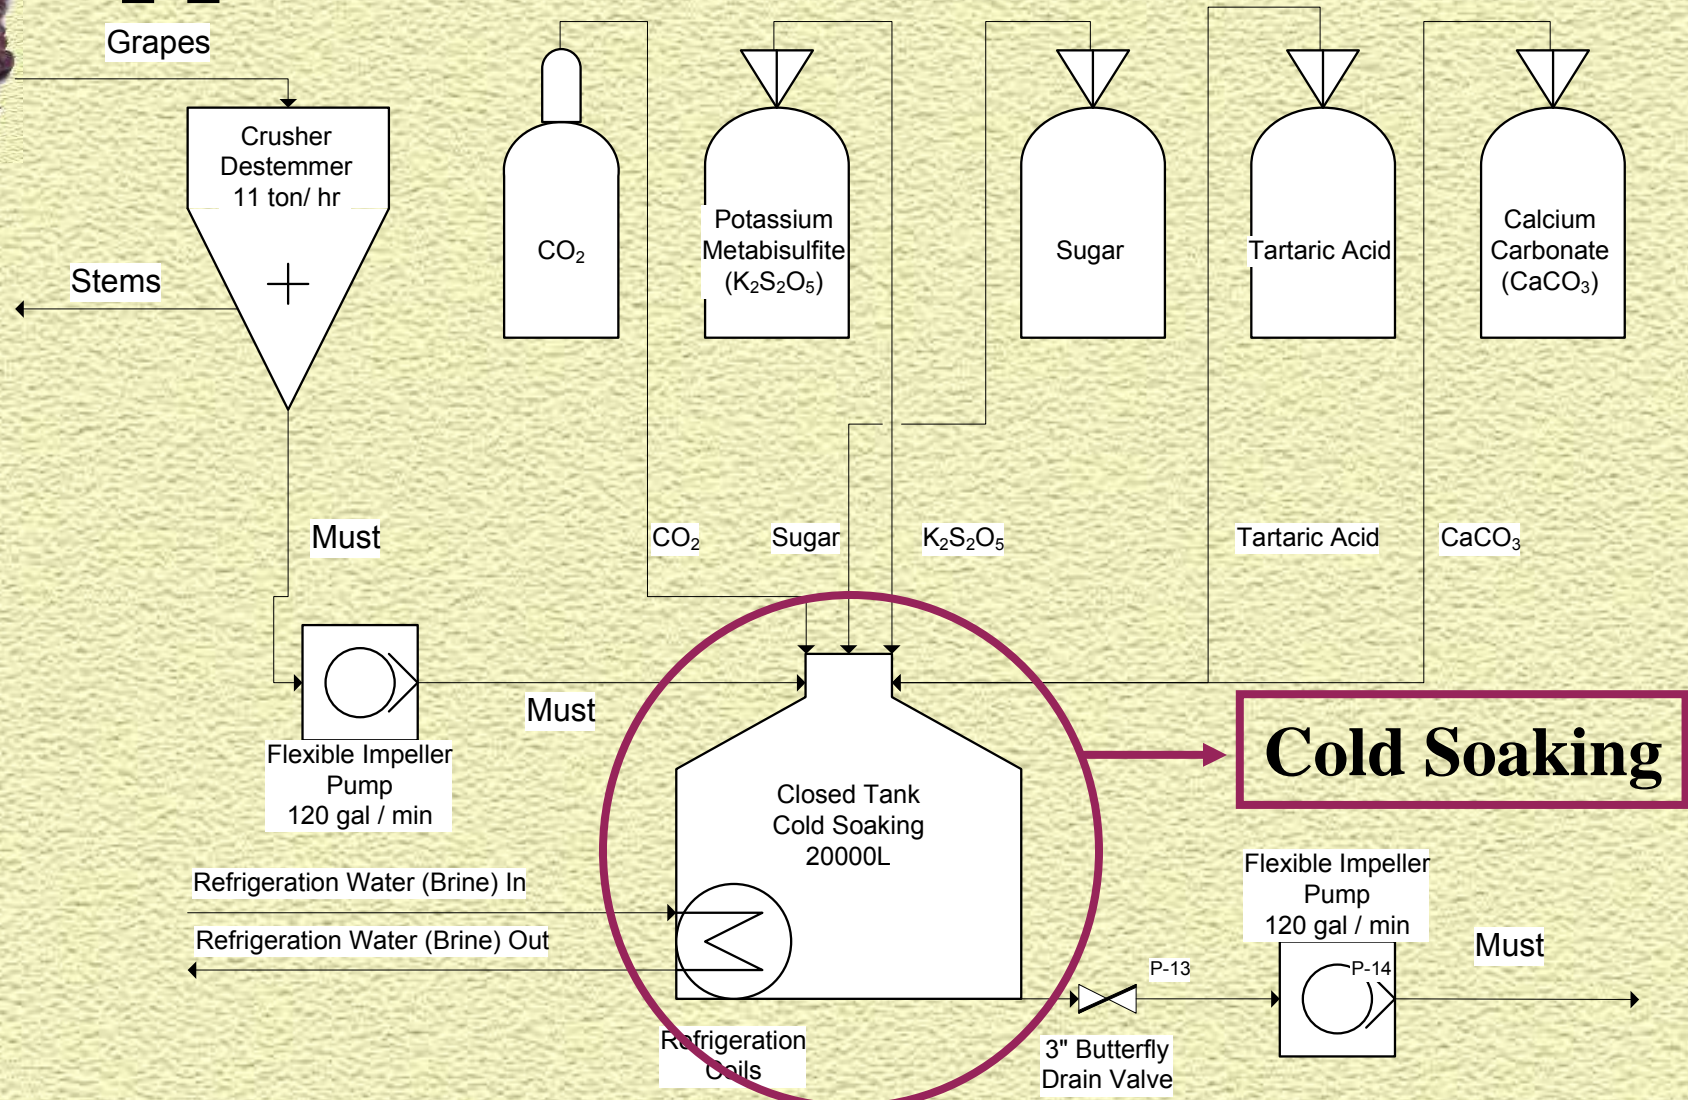 Grapes
Crusher
Destemmer
11 ton/ hr
Stems
CO₂
Potassium
Metabisulfite
(K₂S₂O₅)
Sugar
Tartaric Acid
Calcium
Carbonate
(CaCO₃)
Must
CO₂
Sugar
K₂S₂O₅
Tartaric Acid
CaCO₃
Must
Flexible Impeller
Pump
120 gal / min
Cold Soaking
Closed Tank
Cold Soaking
20000L
Refrigeration Water (Brine) In
Refrigeration Water (Brine) Out
Refrigeration
Coils
P-13
3" Butterfly
Drain Valve
Flexible Impeller
Pump
120 gal / min
P-14
Must